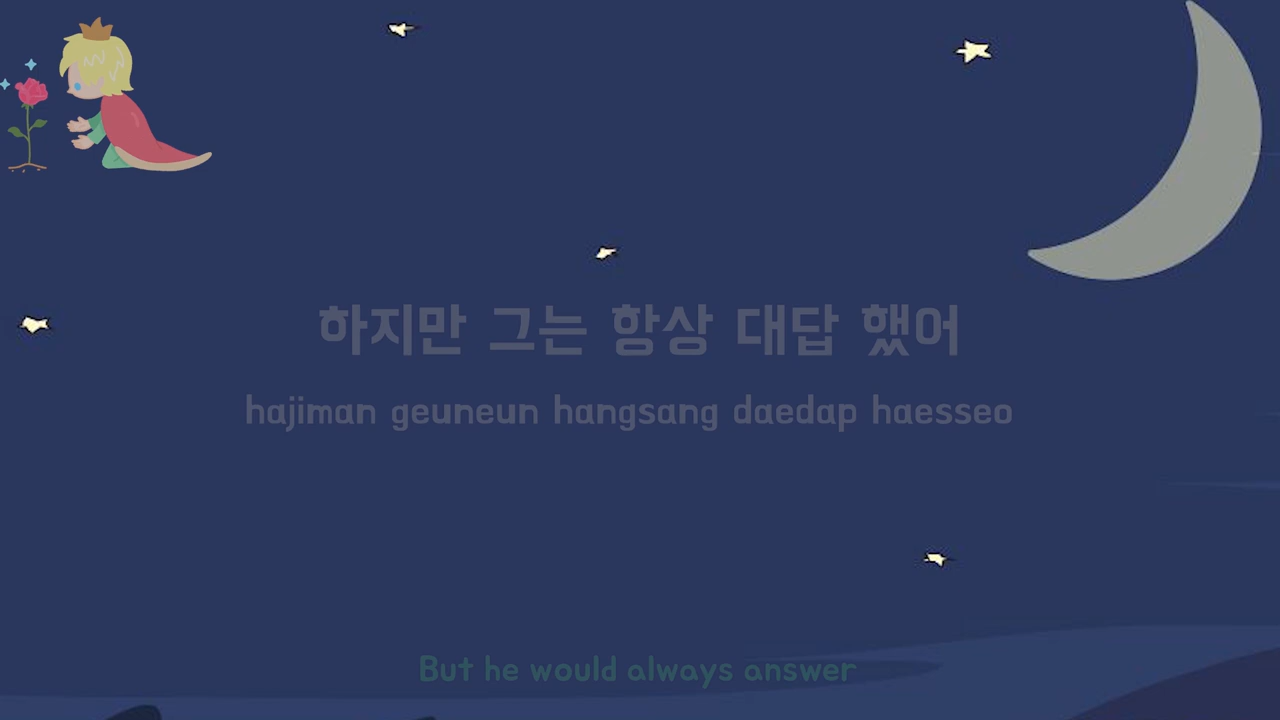 하지만 그는 항상 대답 했어
hajiman geuneun hangsang daedap haesseo
But he would always answer